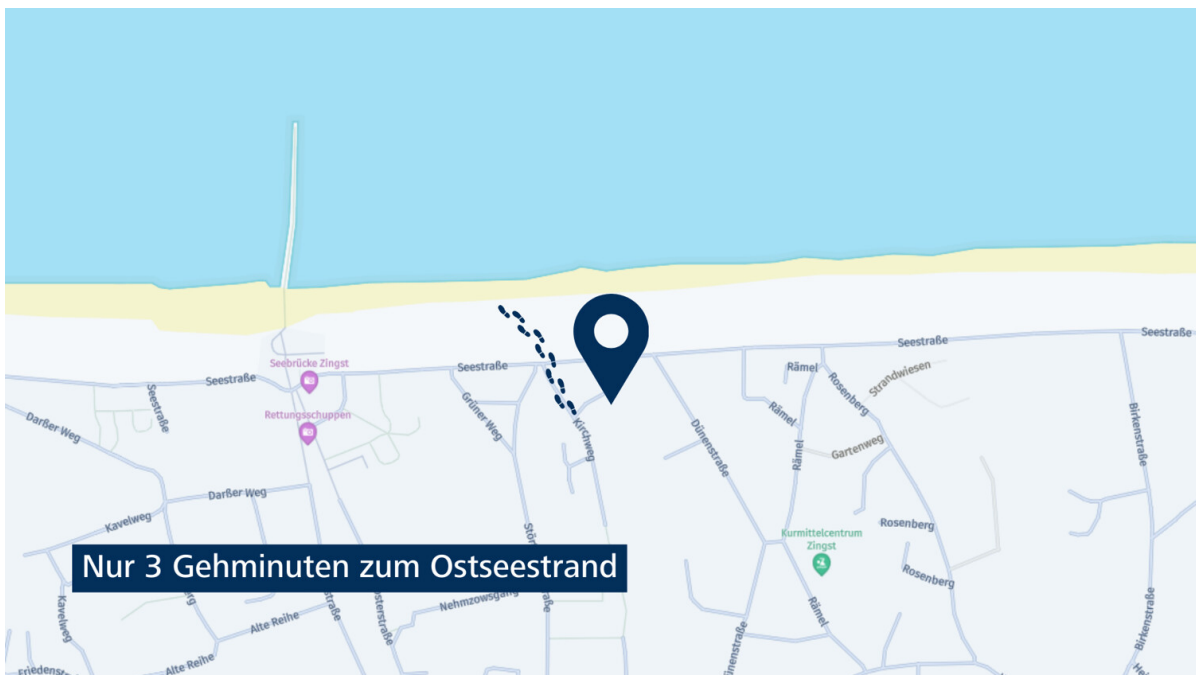 Seestraße
Seestraße
Seebrücke Zingst
Seestraße
Rämel
Strandwiesen
Seestraße
Seestraße
Rosenberg
Grüner Weg
Rettungsschuppen
Darßer Weg
Kirchweg
Dünenstraße
Rämel
Rämel
Gartenweg
Birkenstraße
Darßer Weg
Kavelweg
Rosenberg
Kurmittelcentrum
Zingst
Nur 3 Gehminuten zum Ostseestrand
Rosenberg
Kavelweg
Nehmzowsgang
Rämel
Alte Reihe
Birkenstraße
Alte Reihe